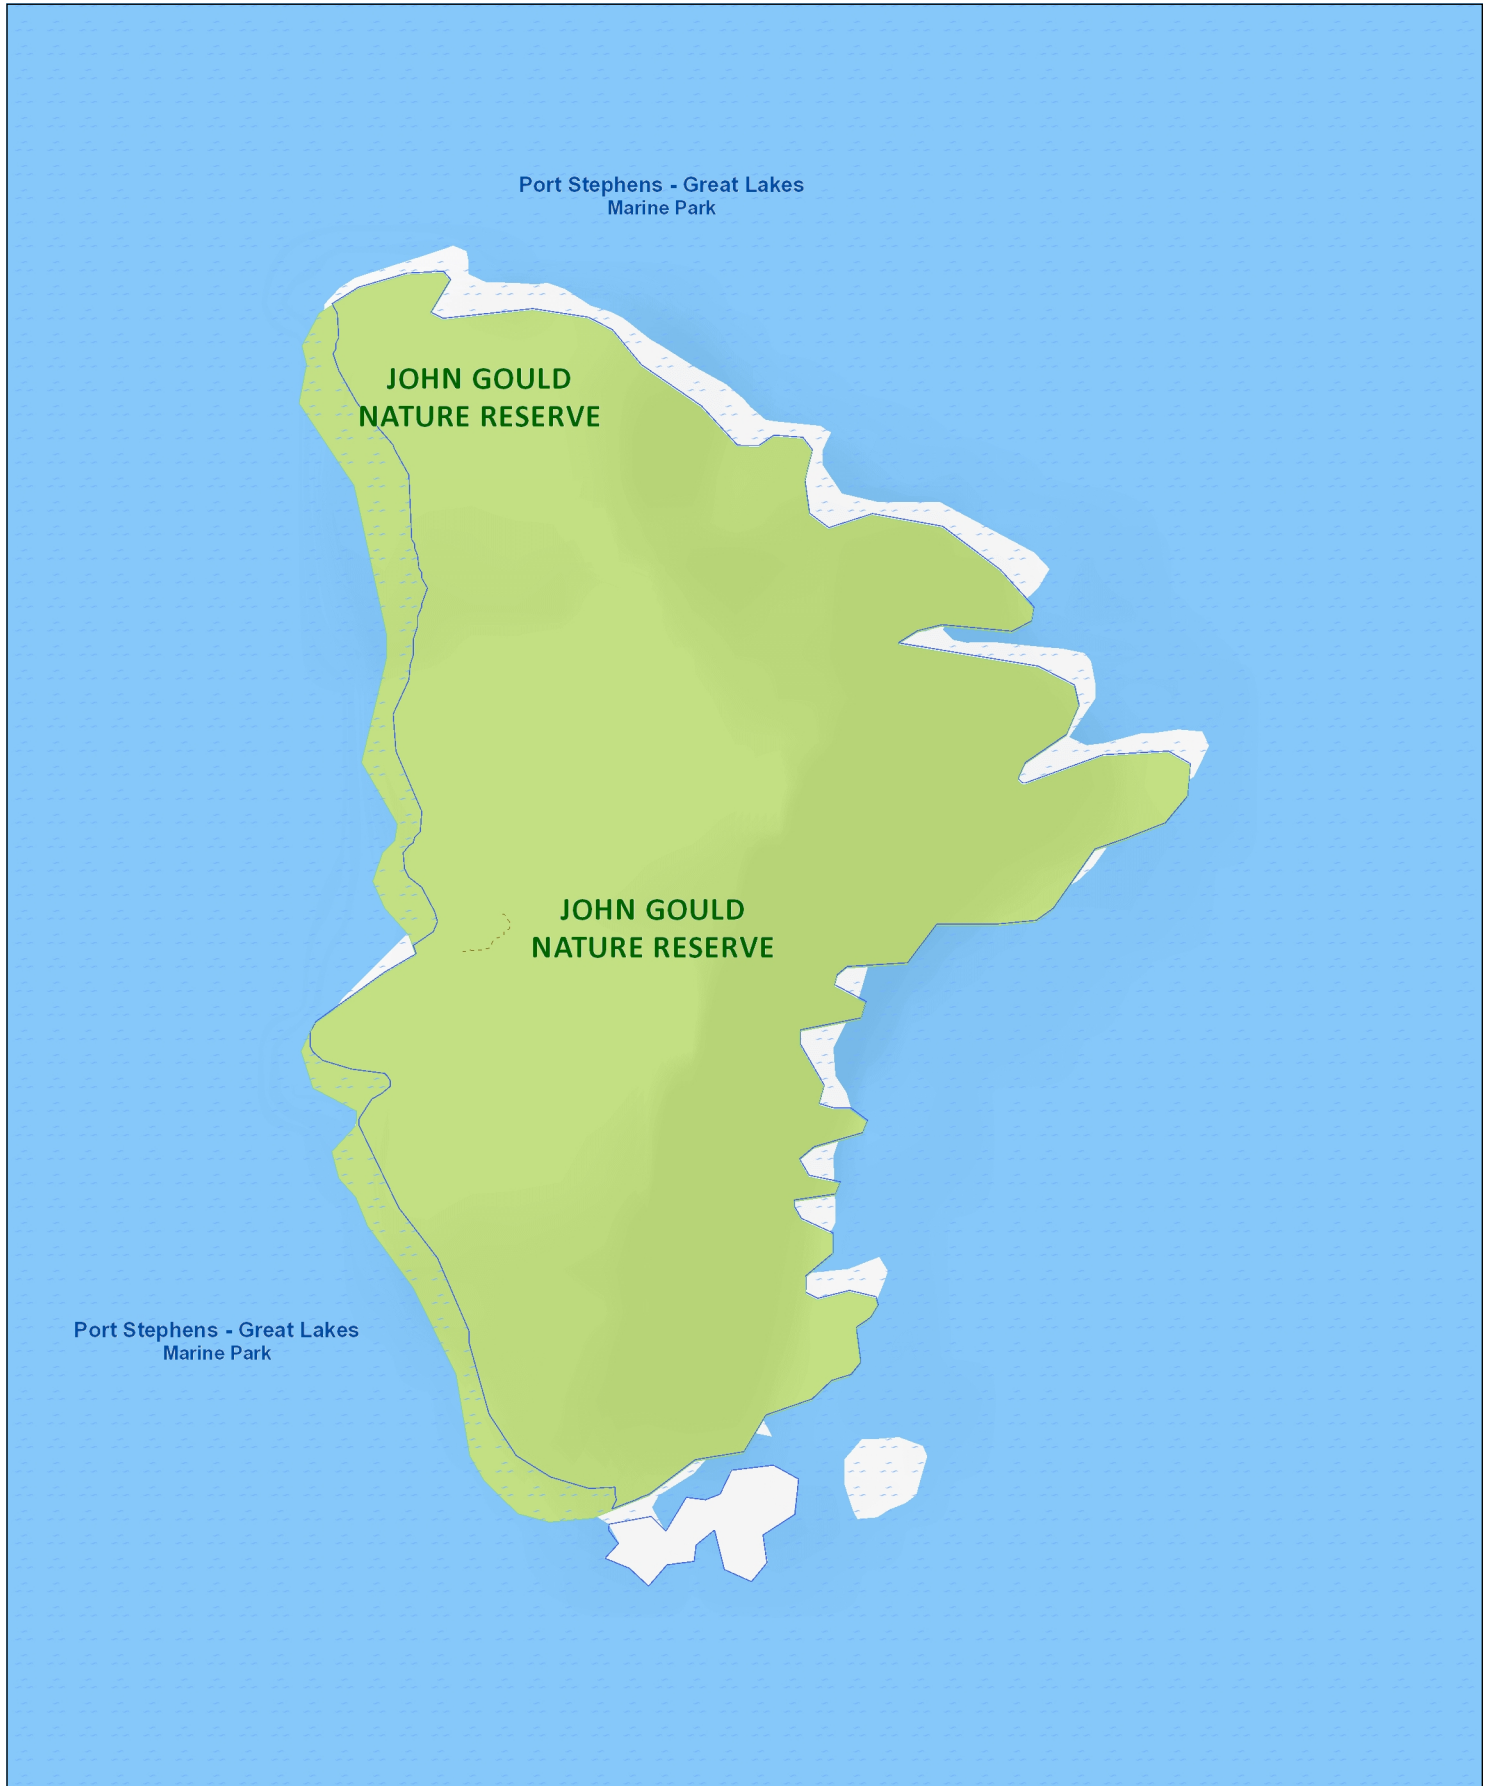 Port Stephens - Great Lakes
Marine Park
JOHN GOULD
NATURE RESERVE
JOHN GOULD
NATURE RESERVE
Port Stephens - Great Lakes
Marine Park